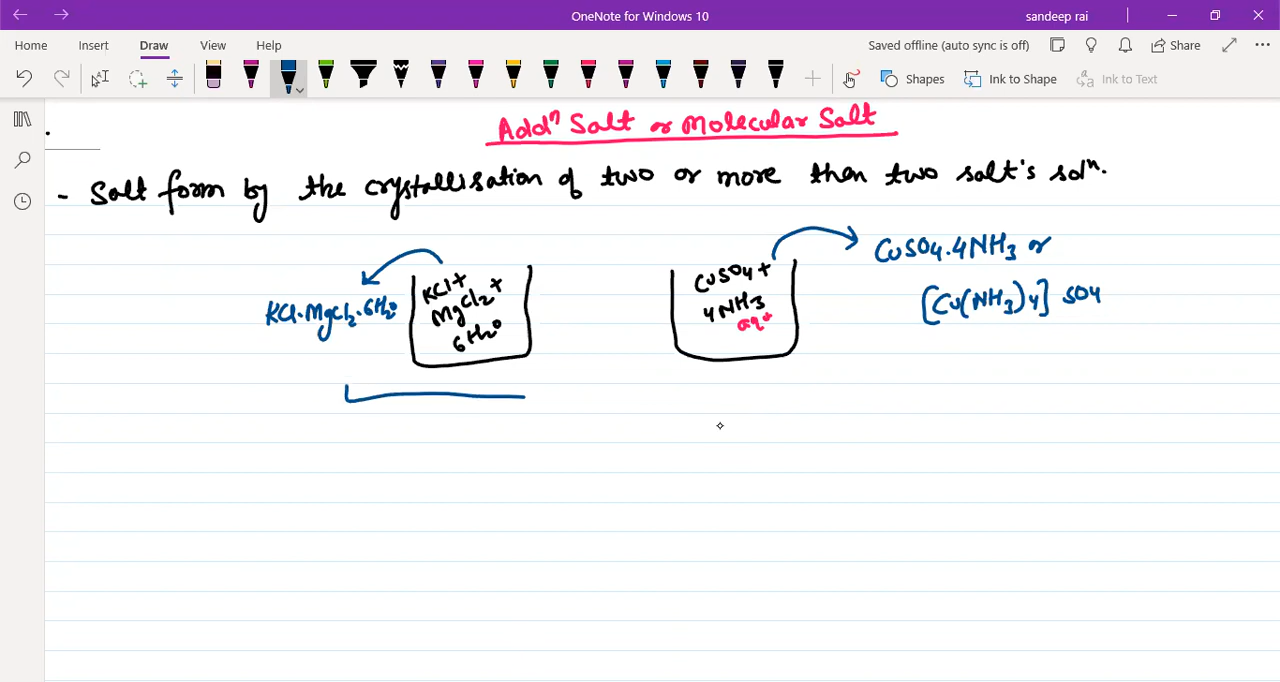 OneNote for Windows 10
sandeep rai
Home Insert Draw View Help
Saved offline (auto sync is off) Share
Shapes Ink to Shape Ink to Text
Addⁿ Salt or Molecular Salt
- Salt form by the crystallisation of two or more then two salt's solⁿ.
KCl.MgCl₂.6H₂O
KCl+
MgCl₂+
6H₂O
CuSO4+
4NH3
aq*
CuSO4.4NH3 or
[Cu(NH3)4] SO4